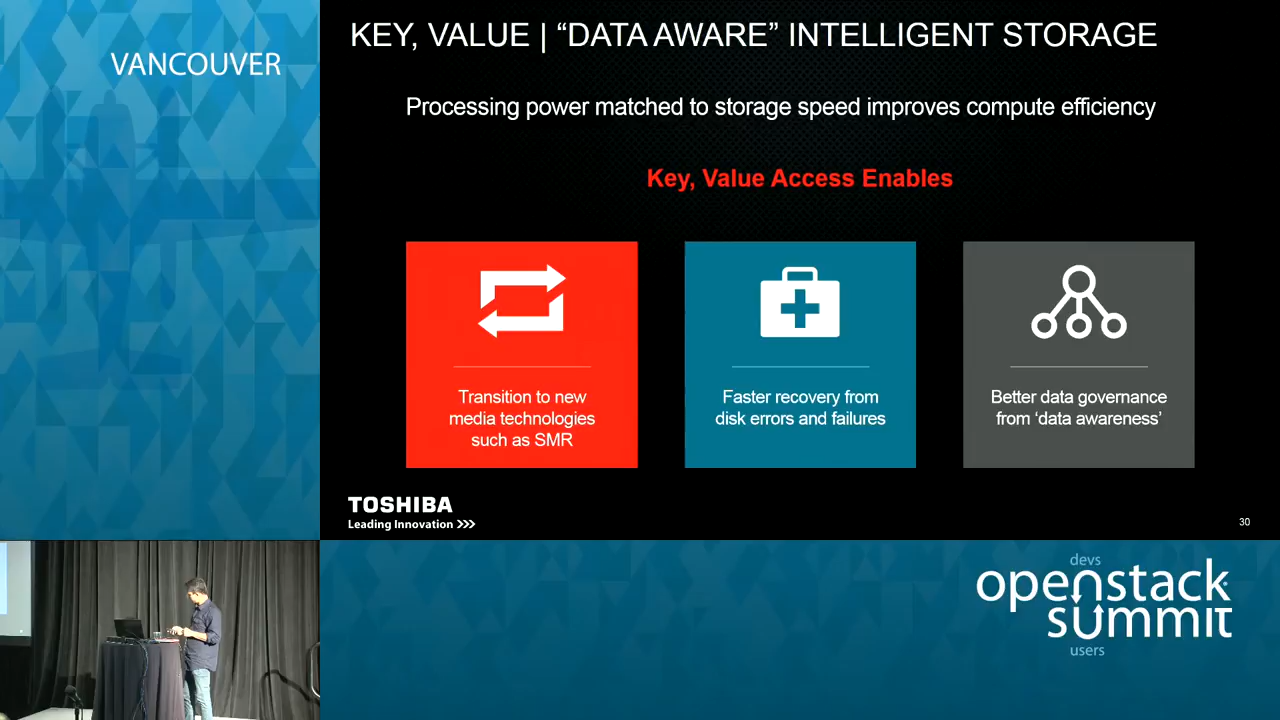 VANCOUVER
KEY, VALUE | “DATA AWARE” INTELLIGENT STORAGE
Processing power matched to storage speed improves compute efficiency
Key, Value Access Enables
Transition to new
media technologies
such as SMR
Faster recovery from
disk errors and failures
Better data governance
from ‘data awareness’
TOSHIBA
Leading Innovation >>>
30
devs
openstack
summit
users